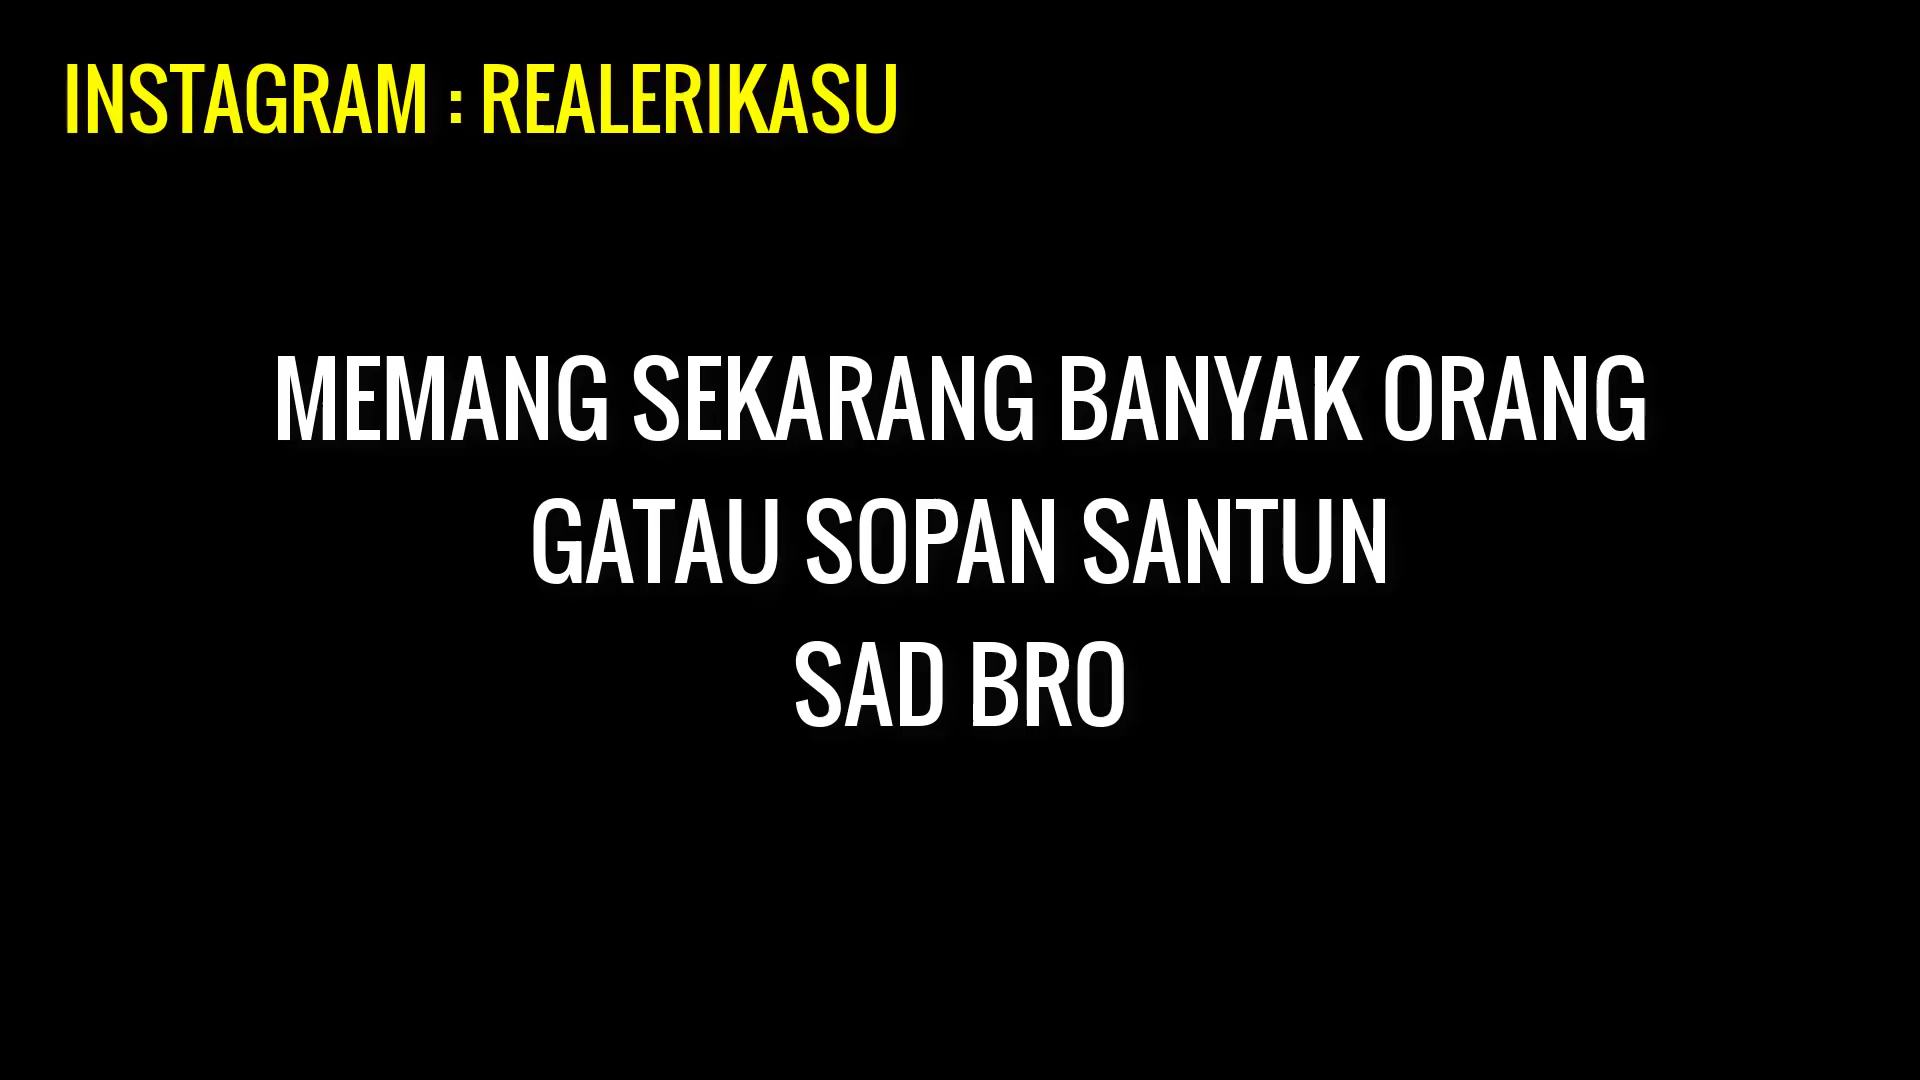 INSTAGRAM : REALERIKASU
MEMANG SEKARANG BANYAK ORANG
GATAU SOPAN SANTUN
SAD BRO